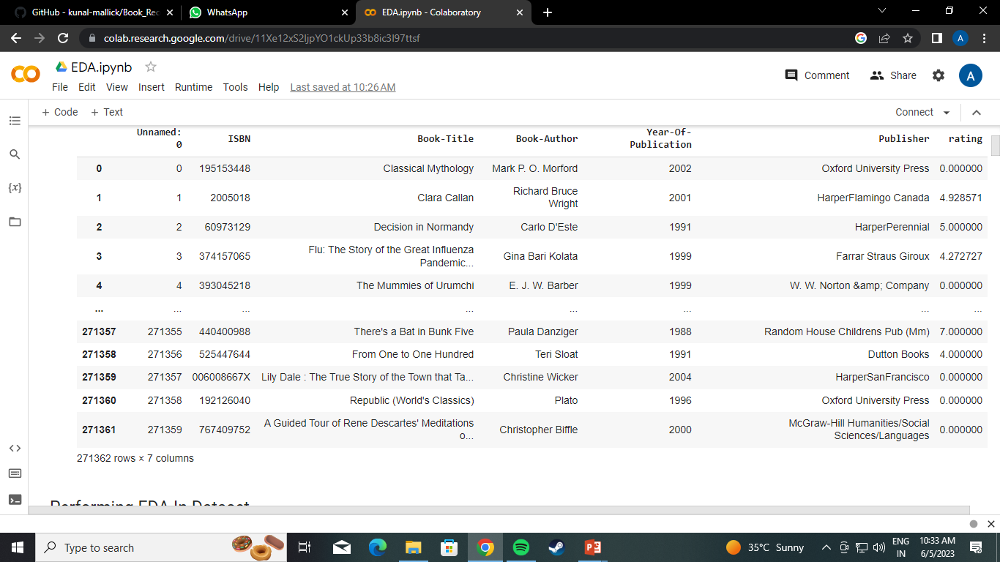 GitHub - kunal-mallick/Book_Rec
WhatsApp
EDA.ipynb - Colaboratory
colab.research.google.com/drive/11Xe12xS2IjpYO1ckUp33b8ic3I97ttsf
A
EDA.ipynb
Comment
Share
A
File Edit View Insert Runtime Tools Help Last saved at 10:26 AM
+ Code + Text
Connect
Unnamed: 0 ISBN Book-Title Book-Author Year-Of-Publication Publisher rating
0 0 195153448 Classical Mythology Mark P. O. Morford 2002 Oxford University Press 0.000000
1 1 2005018 Clara Callan Richard Bruce Wright 2001 HarperFlamingo Canada 4.928571
2 2 60973129 Decision in Normandy Carlo D'Este 1991 HarperPerennial 5.000000
3 3 374157065 Flu: The Story of the Great Influenza Pandemic... Gina Bari Kolata 1999 Farrar Straus Giroux 4.272727
4 4 393045218 The Mummies of Urumchi E. J. W. Barber 1999 W. W. Norton &amp; Company 0.000000
... ... ... ... ... ... ... ...
271357 271355 440400988 There's a Bat in Bunk Five Paula Danziger 1988 Random House Childrens Pub (Mm) 7.000000
271358 271356 525447644 From One to One Hundred Teri Sloat 1991 Dutton Books 4.000000
271359 271357 006008667X Lily Dale : The True Story of the Town that Ta... Christine Wicker 2004 HarperSanFrancisco 0.000000
271360 271358 192126040 Republic (World's Classics) Plato 1996 Oxford University Press 0.000000
271361 271359 767409752 A Guided Tour of Rene Descartes' Meditations o... Christopher Biffle 2000 McGraw-Hill Humanities/Social Sciences/Languages 0.000000
271362 rows × 7 columns
Performing EDA In Dataset
Type to search
35°C Sunny
ENG
IN
10:33 AM
6/5/2023